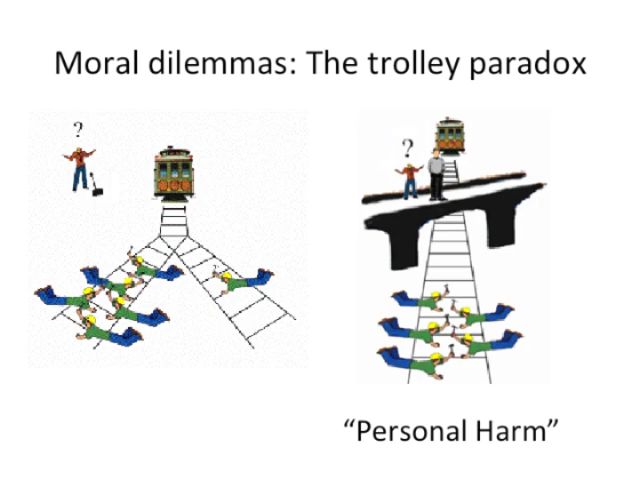 Moral dilemmas: The trolley paradox
?
?
“Personal Harm”